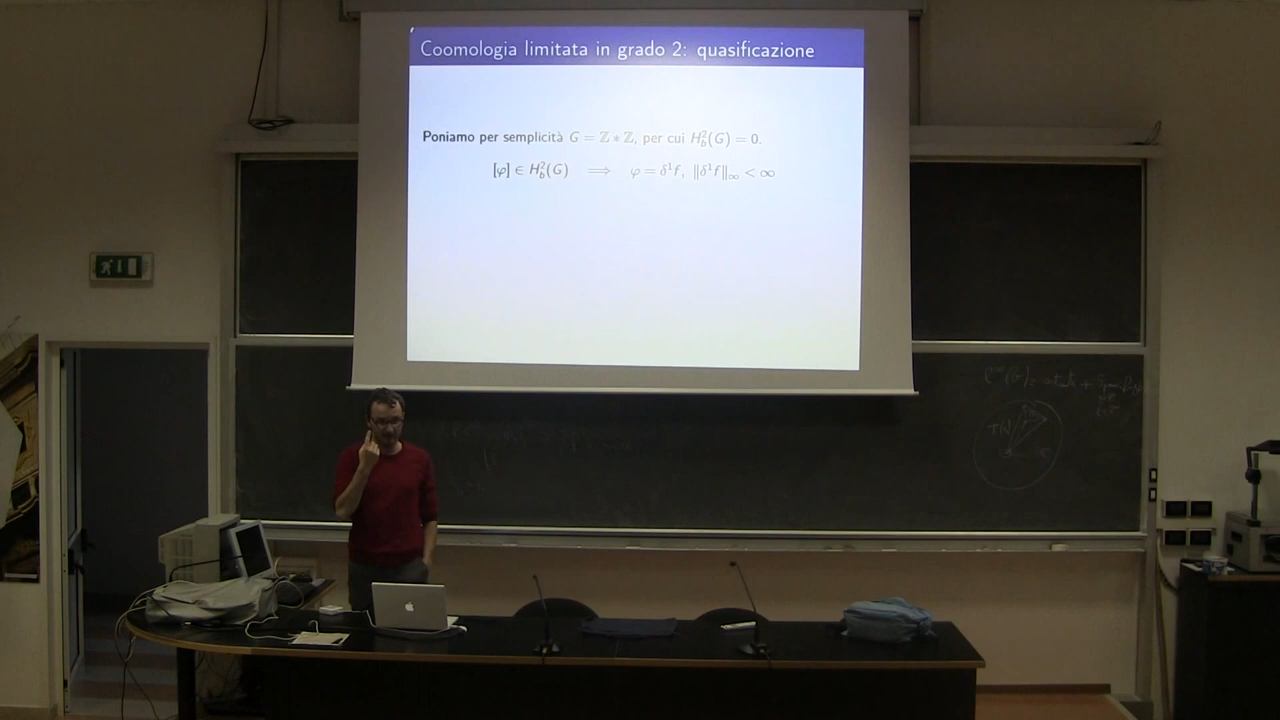 Coomologia limitata in grado 2: quasificazione
Poniamo per semplicità G = ℤ ∗ ℤ, per cui H²_b(G) = 0.
[φ] ∈ H²_b(G) ⟹ φ = δ¹f, ‖δ¹f‖_∞ < ∞